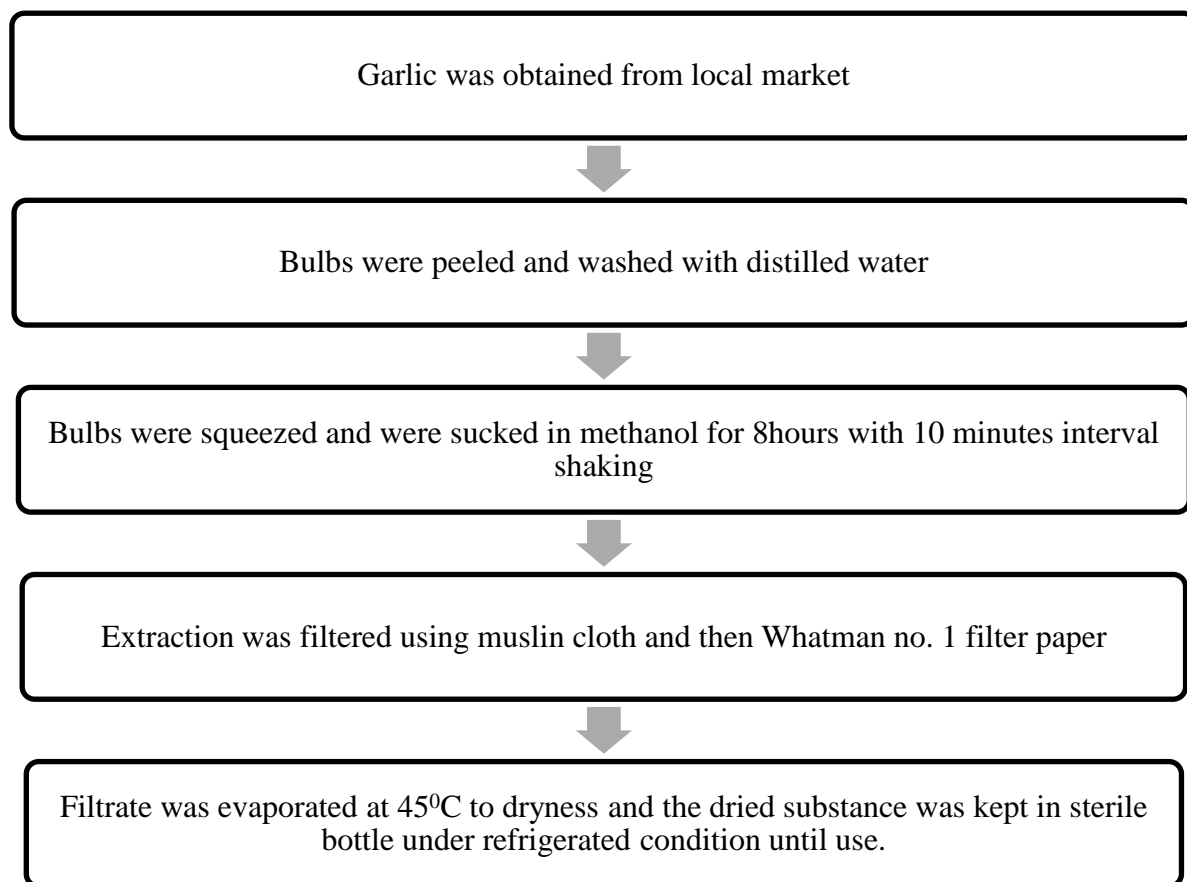 Garlic was obtained from local market
Bulbs were peeled and washed with distilled water
Bulbs were squeezed and were sucked in methanol for 8hours with 10 minutes interval
shaking
Extraction was filtered using muslin cloth and then Whatman no. 1 filter paper
Filtrate was evaporated at 45⁰C to dryness and the dried substance was kept in sterile
bottle under refrigerated condition until use.